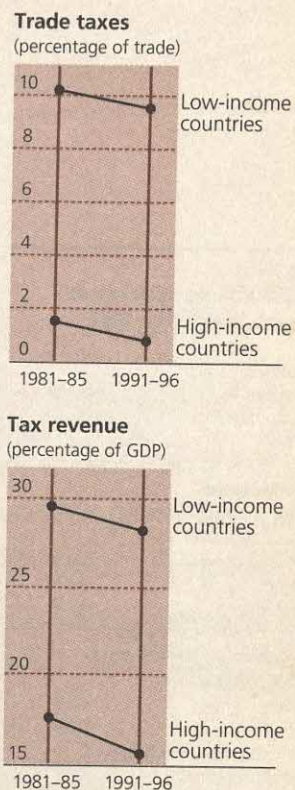 Trade taxes
(percentage of trade)
10
Low-income
countries
8
6
4
2
High-income
countries
0
1981–85 1991–96
Tax revenue
(percentage of GDP)
30
Low-income
countries
25
20
High-income
countries
15
1981–85 1991–96